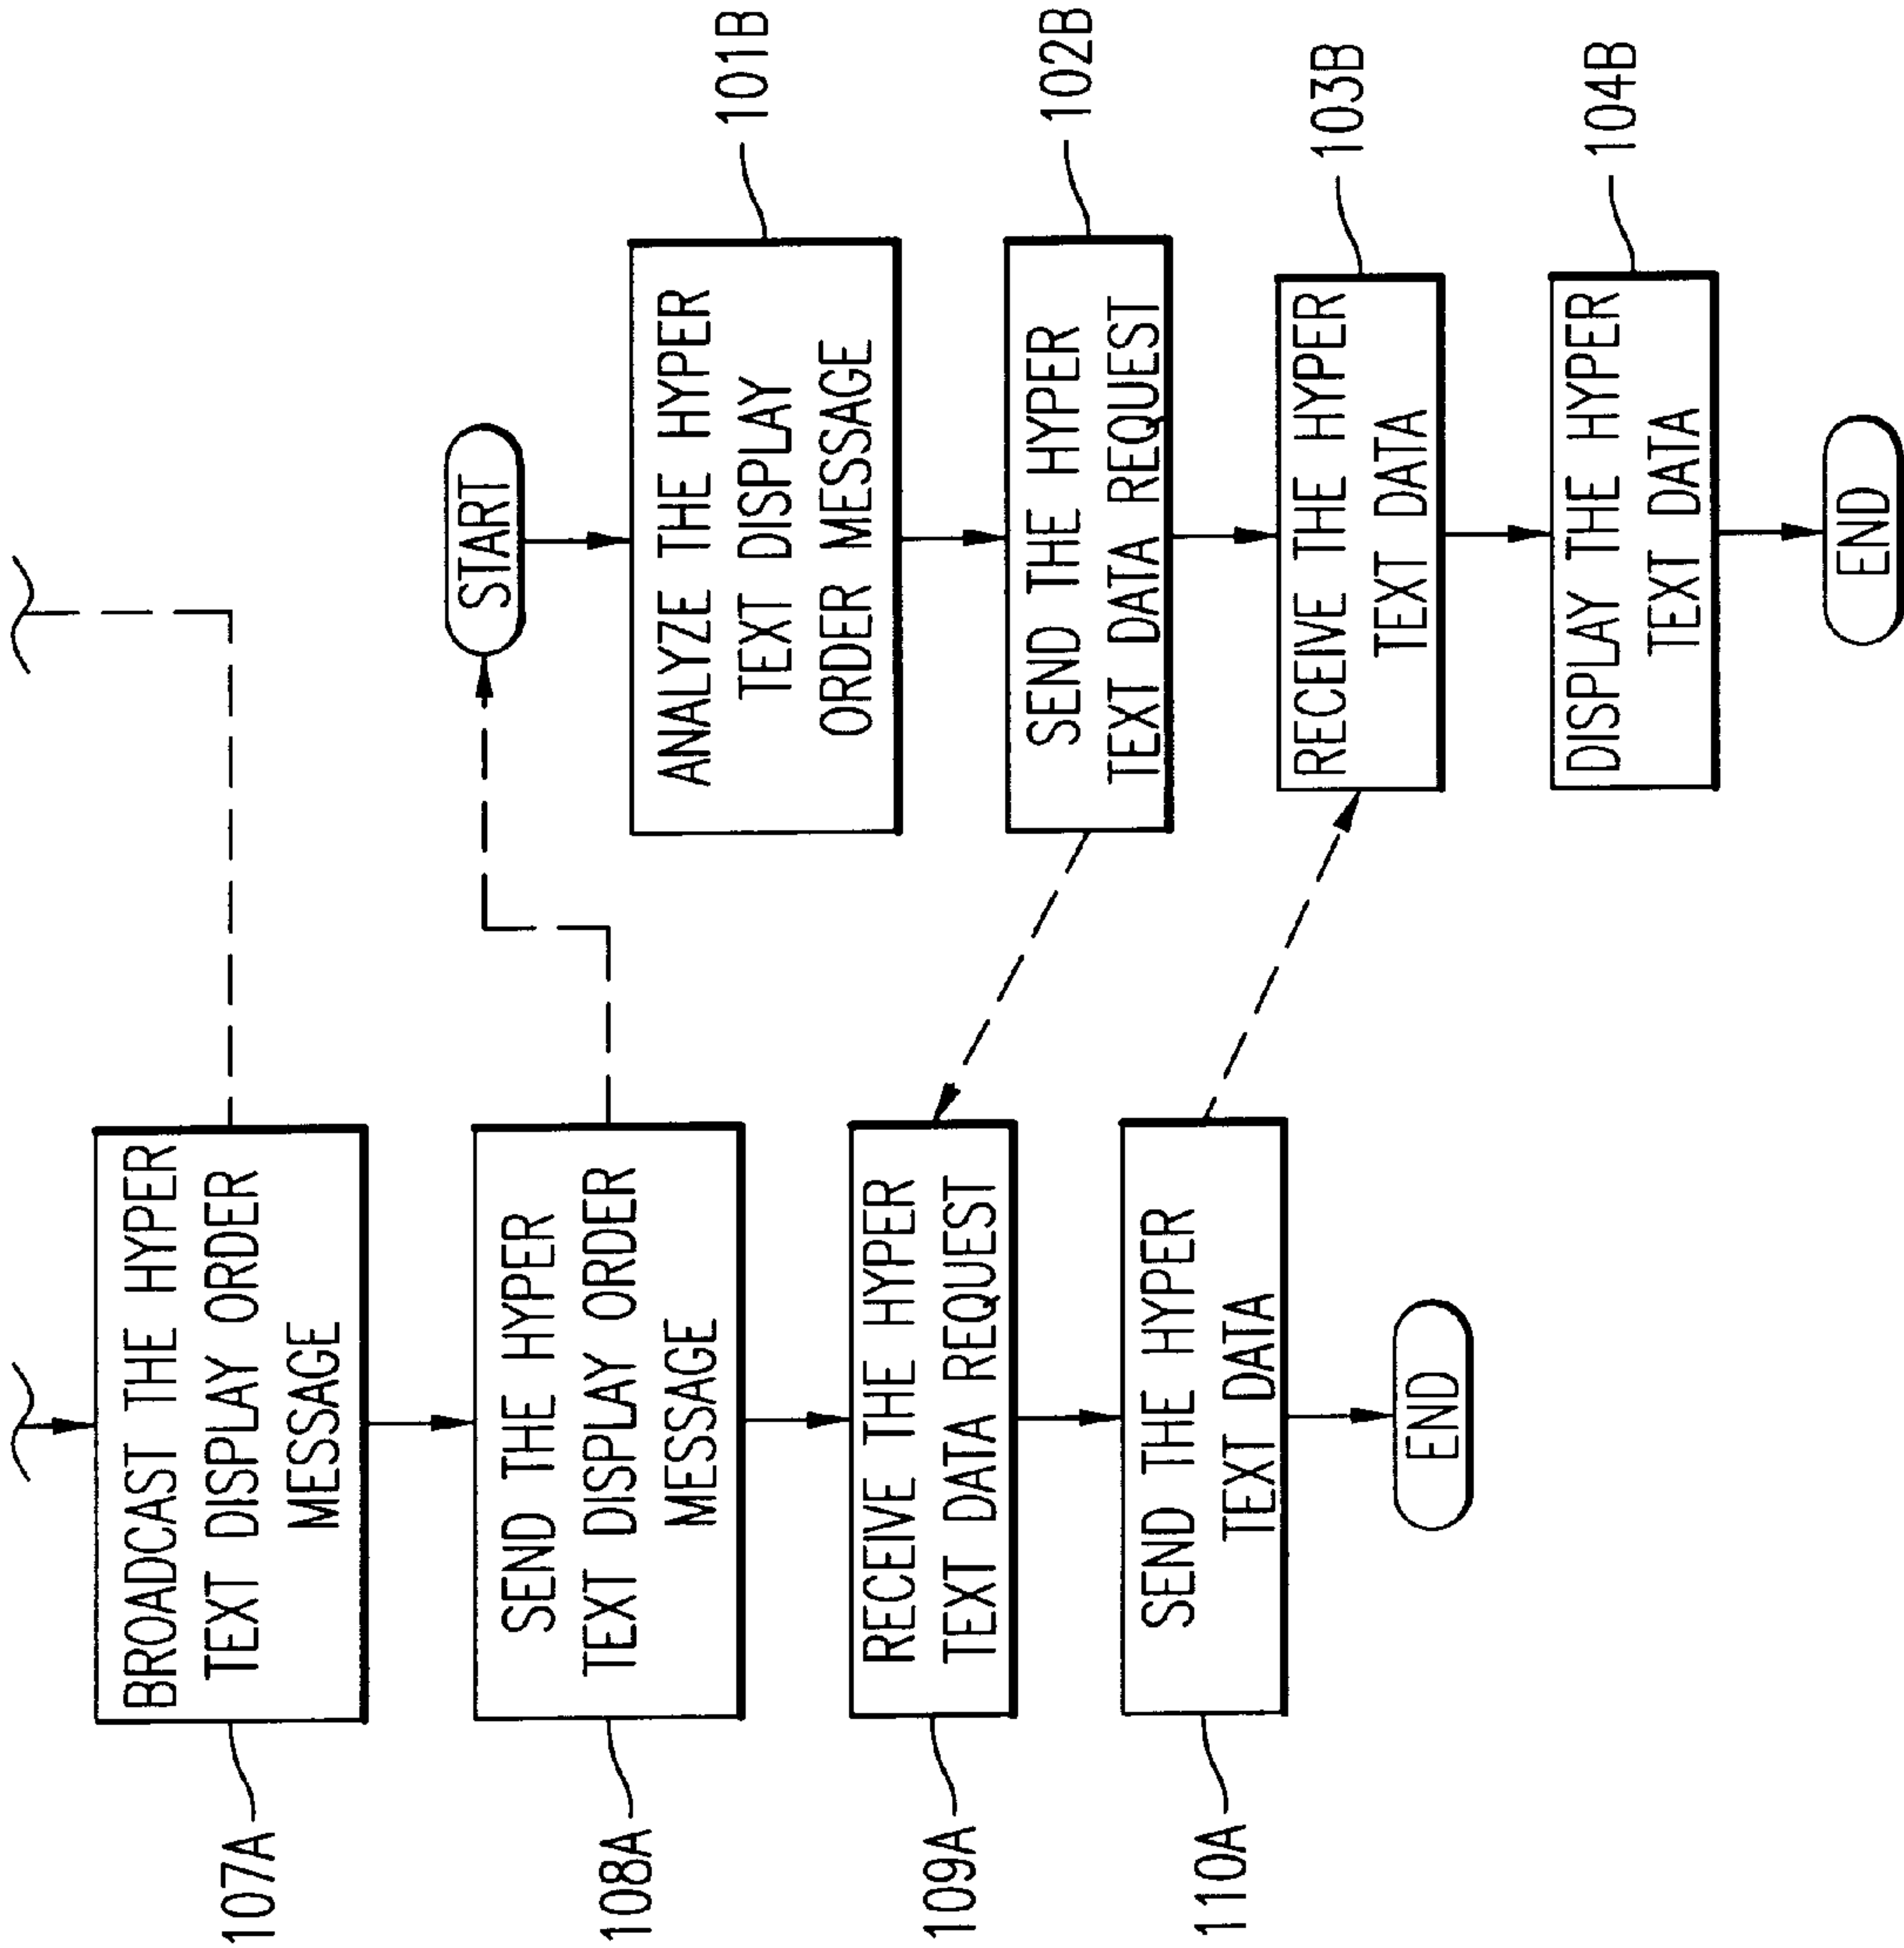 107A
BROADCAST THE HYPER
TEXT DISPLAY ORDER
MESSAGE
108A
SEND THE HYPER
TEXT DISPLAY ORDER
MESSAGE
109A
RECEIVE THE HYPER
TEXT DATA REQUEST
110A
SEND THE HYPER
TEXT DATA
END
START
ANALYZE THE HYPER
TEXT DISPLAY
ORDER MESSAGE
101B
SEND THE HYPER
TEXT DATA REQUEST
102B
RECEIVE THE HYPER
TEXT DATA
103B
DISPLAY THE HYPER
TEXT DATA
104B
END